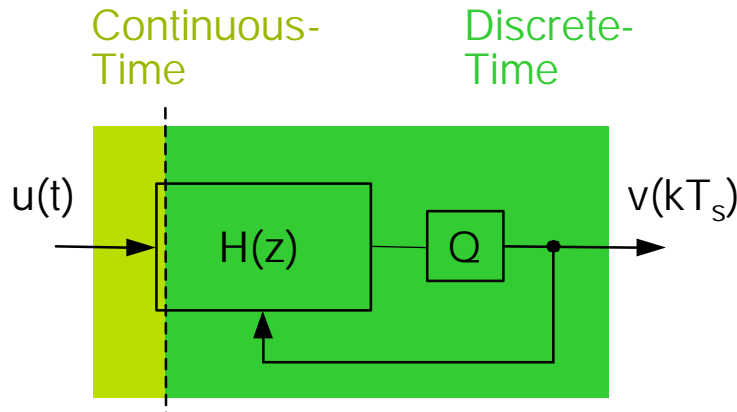 Continuous-
Time
Discrete-
Time
u(t)
H(z)
Q
v(kTs)